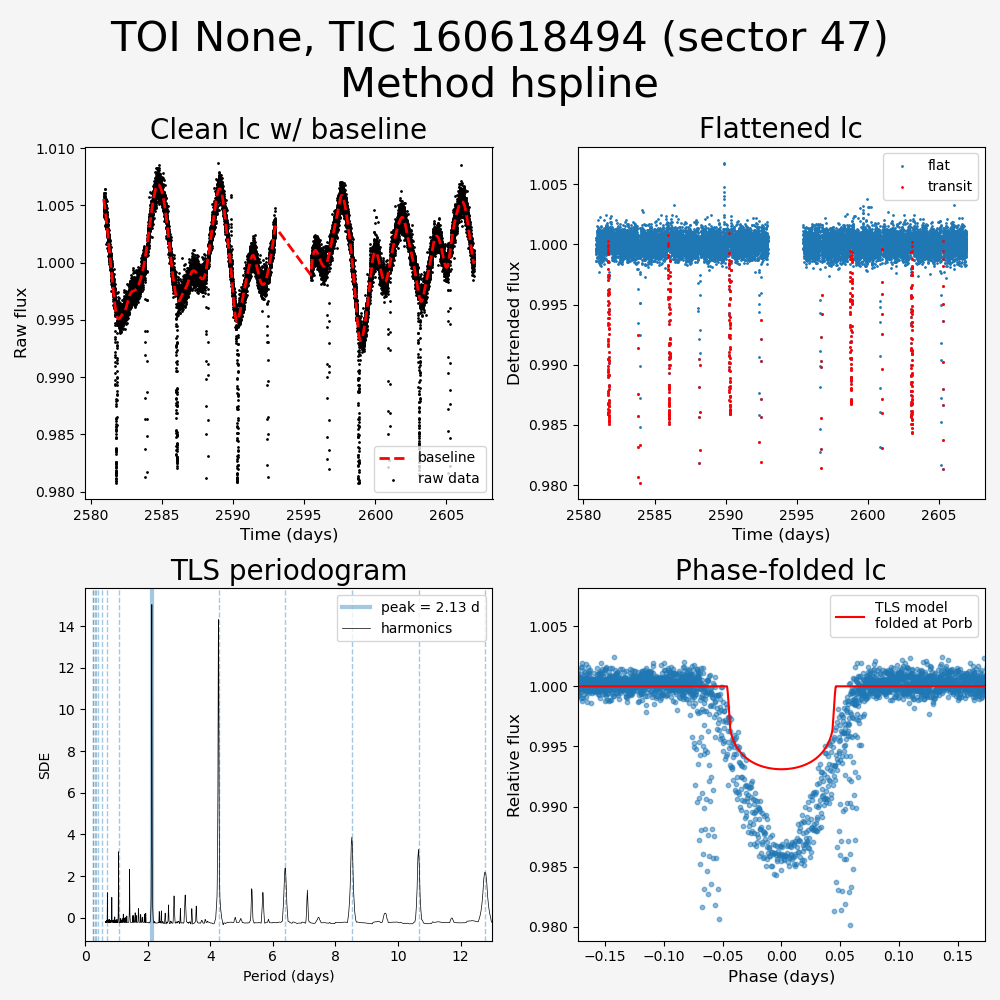 TOI None, TIC 160618494 (sector 47)
Method hspline
Clean lc w/ baseline
Raw flux
1.010
1.005
1.000
0.995
0.990
0.985
0.980
baseline
raw data
2580 2585 2590 2595 2600 2605
Time (days)
Flattened lc
Detrended flux
1.005
1.000
0.995
0.990
0.985
0.980
flat
transit
2580 2585 2590 2595 2600 2605
Time (days)
TLS periodogram
SDE
14
12
10
8
6
4
2
0
peak = 2.13 d
harmonics
0 2 4 6 8 10 12
Period (days)
Phase-folded lc
Relative flux
1.005
1.000
0.995
0.990
0.985
0.980
TLS model
folded at Porb
−0.15 −0.10 −0.05 0.00 0.05 0.10 0.15
Phase (days)